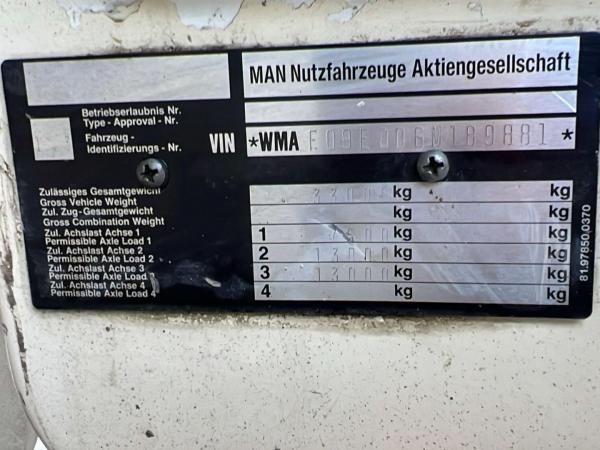 MAN Nutzfahrzeuge Aktiengesellschaft
Betriebserlaubnis Nr.
Type - Approval - Nr.
Fahrzeug -
Identifizierungs - Nr.
VIN *WMA E09E006M189881 *
Zulässiges Gesamtgewicht
Gross Vehicle Weight
kg kg
Zul. Zug-Gesamtgewicht
Gross Combination Weight
kg kg
Zul. Achslast Achse 1
Permissible Axle Load 1
1 kg kg
Zul. Achslast Achse 2
Permissible Axle Load 2
2 kg kg
Zul. Achslast Achse 3
Permissible Axle Load 3
3 13000 kg kg
Zul. Achslast Achse 4
Permissible Axle Load 4
4 kg kg
81.97850.0370